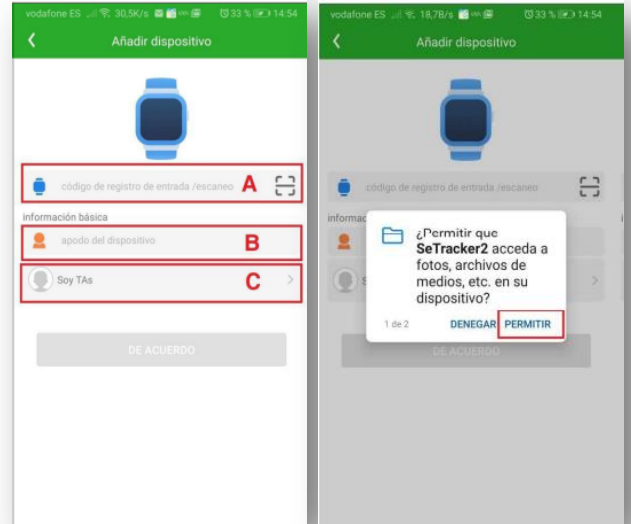 vodafone ES 30,5K/s 33 % 14:54
Añadir dispositivo
código de registro de entrada /escaneo A
información básica
apodo del dispositivo B
Soy TAs C
DE ACUERDO
vodafone ES 18,7B/s 33 % 14:54
Añadir dispositivo
código de registro de entrada /escaneo
informac
¿Permitir que
SeTracker2 acceda a
fotos, archivos de
medios, etc. en su
dispositivo?
S
1 de 2 DENEGAR PERMITIR
DE ACUERDO